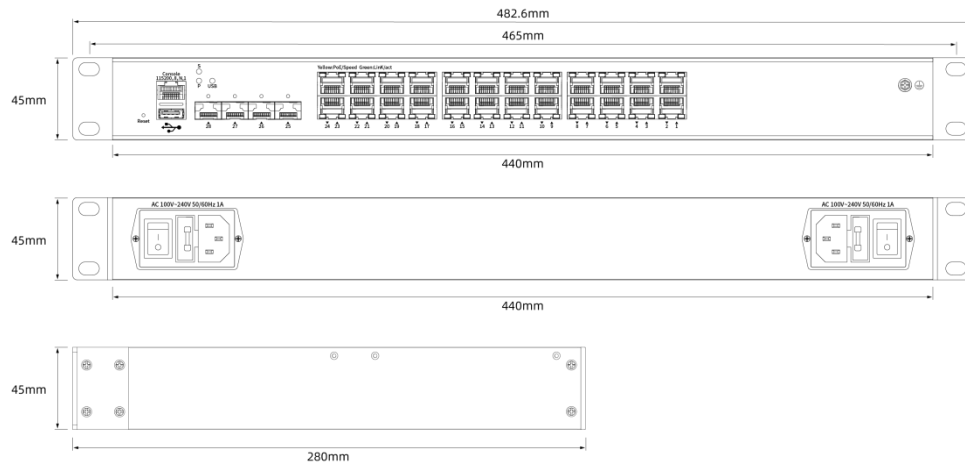 482.6mm
465mm
45mm
Console
115200,8,N,1
S
P USB
Yellow:PoE/Speed Green:Link/act
Reset
28 27 26 25
24 23 22 21 20 19 18 17 16 15 14 13 12 11 10 9 8 7 6 5 4 3 2 1
440mm
AC 100V~240V 50/60Hz 1A
AC 100V~240V 50/60Hz 1A
45mm
440mm
45mm
280mm